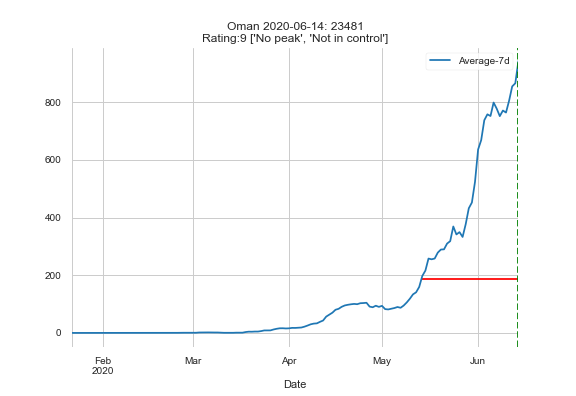 Oman 2020-06-14: 23481
Rating:9 ['No peak', 'Not in control']
Average-7d
800
600
400
200
0
Feb Mar Apr May Jun
2020
Date